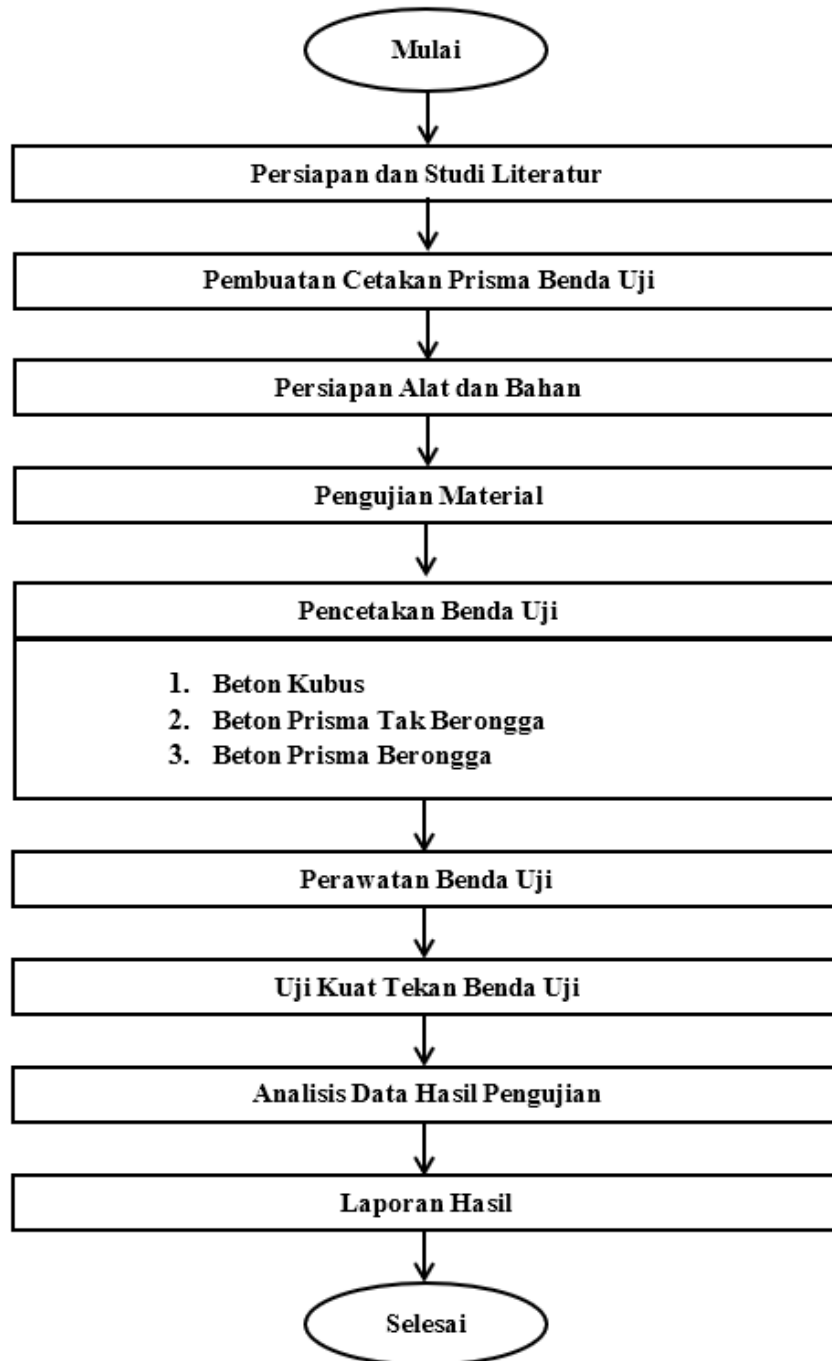 Mulai
Persiapan dan Studi Literatur
Pembuatan Cetakan Prisma Benda Uji
Persiapan Alat dan Bahan
Pengujian Material
Pencetakan Benda Uji
1. Beton Kubus
2. Beton Prisma Tak Berongga
3. Beton Prisma Berongga
Perawatan Benda Uji
Uji Kuat Tekan Benda Uji
Analisis Data Hasil Pengujian
Laporan Hasil
Selesai